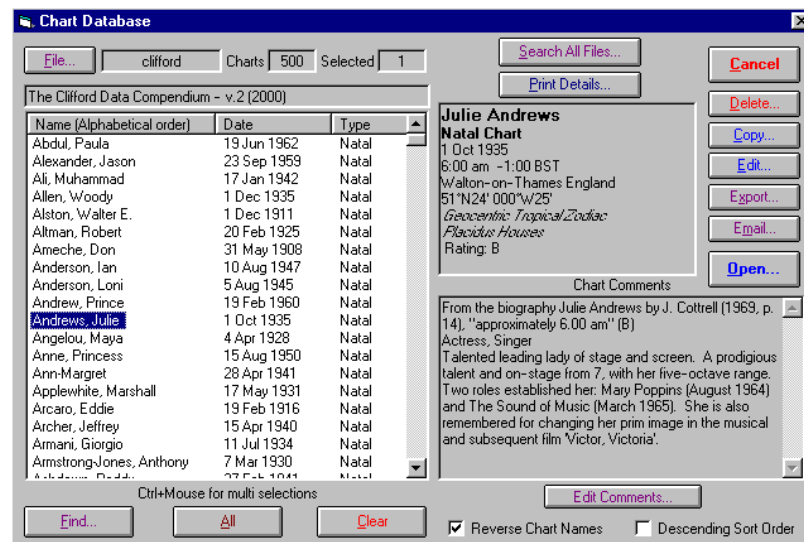 Chart Database
File... clifford Charts 500 Selected 1
The Clifford Data Compendium - v.2 (2000)
Name (Alphabetical order) Date Type
Abdul, Paula 19 Jun 1962 Natal
Alexander, Jason 23 Sep 1959 Natal
Ali, Muhammad 17 Jan 1942 Natal
Allen, Woody 1 Dec 1935 Natal
Alston, Walter E. 1 Dec 1911 Natal
Altman, Robert 20 Feb 1925 Natal
Ameche, Don 31 May 1908 Natal
Anderson, Ian 10 Aug 1947 Natal
Anderson, Loni 5 Aug 1945 Natal
Andrew, Prince 19 Feb 1960 Natal
Andrews, Julie 1 Oct 1935 Natal
Angelou, Maya 4 Apr 1928 Natal
Anne, Princess 15 Aug 1950 Natal
Ann-Margret 28 Apr 1941 Natal
Applewhite, Marshall 17 May 1931 Natal
Arcaro, Eddie 19 Feb 1916 Natal
Archer, Jeffrey 15 Apr 1940 Natal
Armani, Giorgio 11 Jul 1934 Natal
Armstrong-Jones, Anthony 7 Mar 1930 Natal
Ctrl+Mouse for multi selections
Find... All Clear
Search All Files...
Print Details...
Julie Andrews
Natal Chart
1 Oct 1935
6:00 am -1:00 BST
Walton-on-Thames England
51°N24' 000°W25'
Geocentric Tropical Zodiac
Placidus Houses
Rating: B
Cancel
Delete...
Copy...
Edit...
Export...
Email...
Open...
Chart Comments
From the biography Julie Andrews by J. Cottrell (1969, p.
14), "approximately 6.00 am" (B)
Actress, Singer
Talented leading lady of stage and screen. A prodigious
talent and on-stage from 7, with her five-octave range.
Two roles established her: Mary Poppins (August 1964)
and The Sound of Music (March 1965). She is also
remembered for changing her prim image in the musical
and subsequent film 'Victor, Victoria'.
Edit Comments...
Reverse Chart Names Descending Sort Order